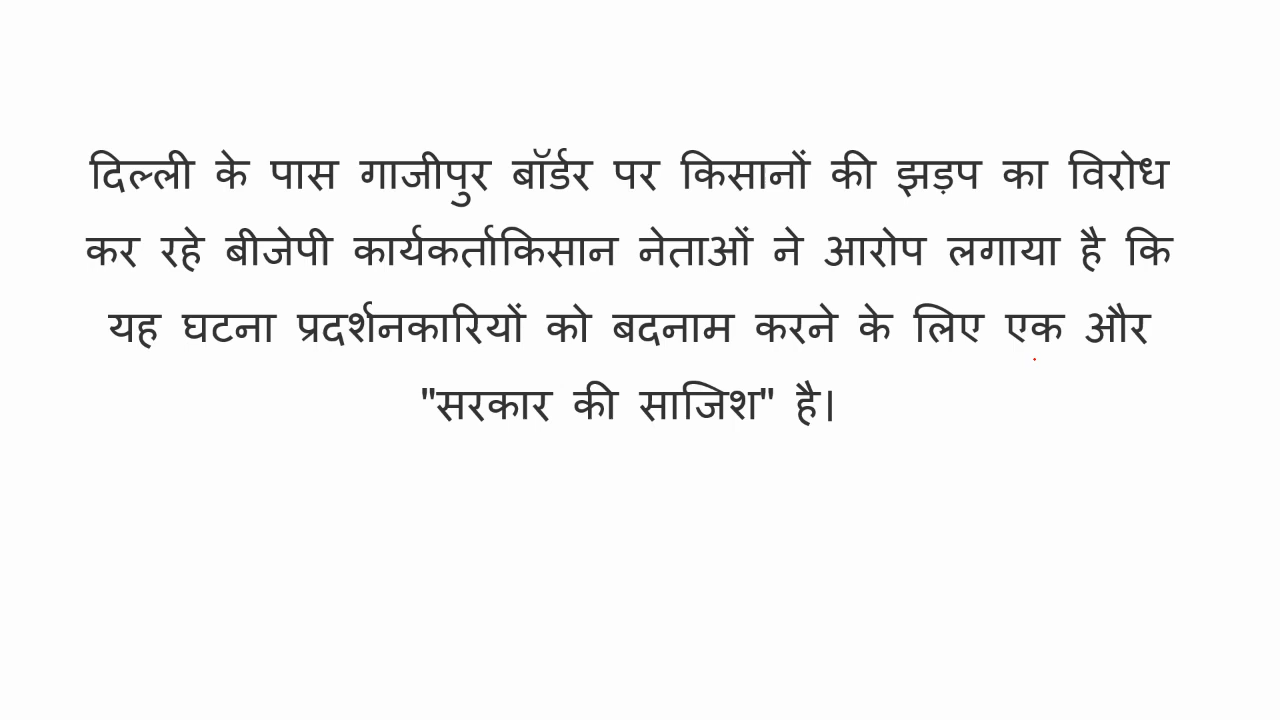 दिल्ली के पास गाजीपुर बॉर्डर पर किसानों की झड़प का विरोध
कर रहे बीजेपी कार्यकर्ताकिसान नेताओं ने आरोप लगाया है कि
यह घटना प्रदर्शनकारियों को बदनाम करने के लिए एक और
"सरकार की साजिश" है।